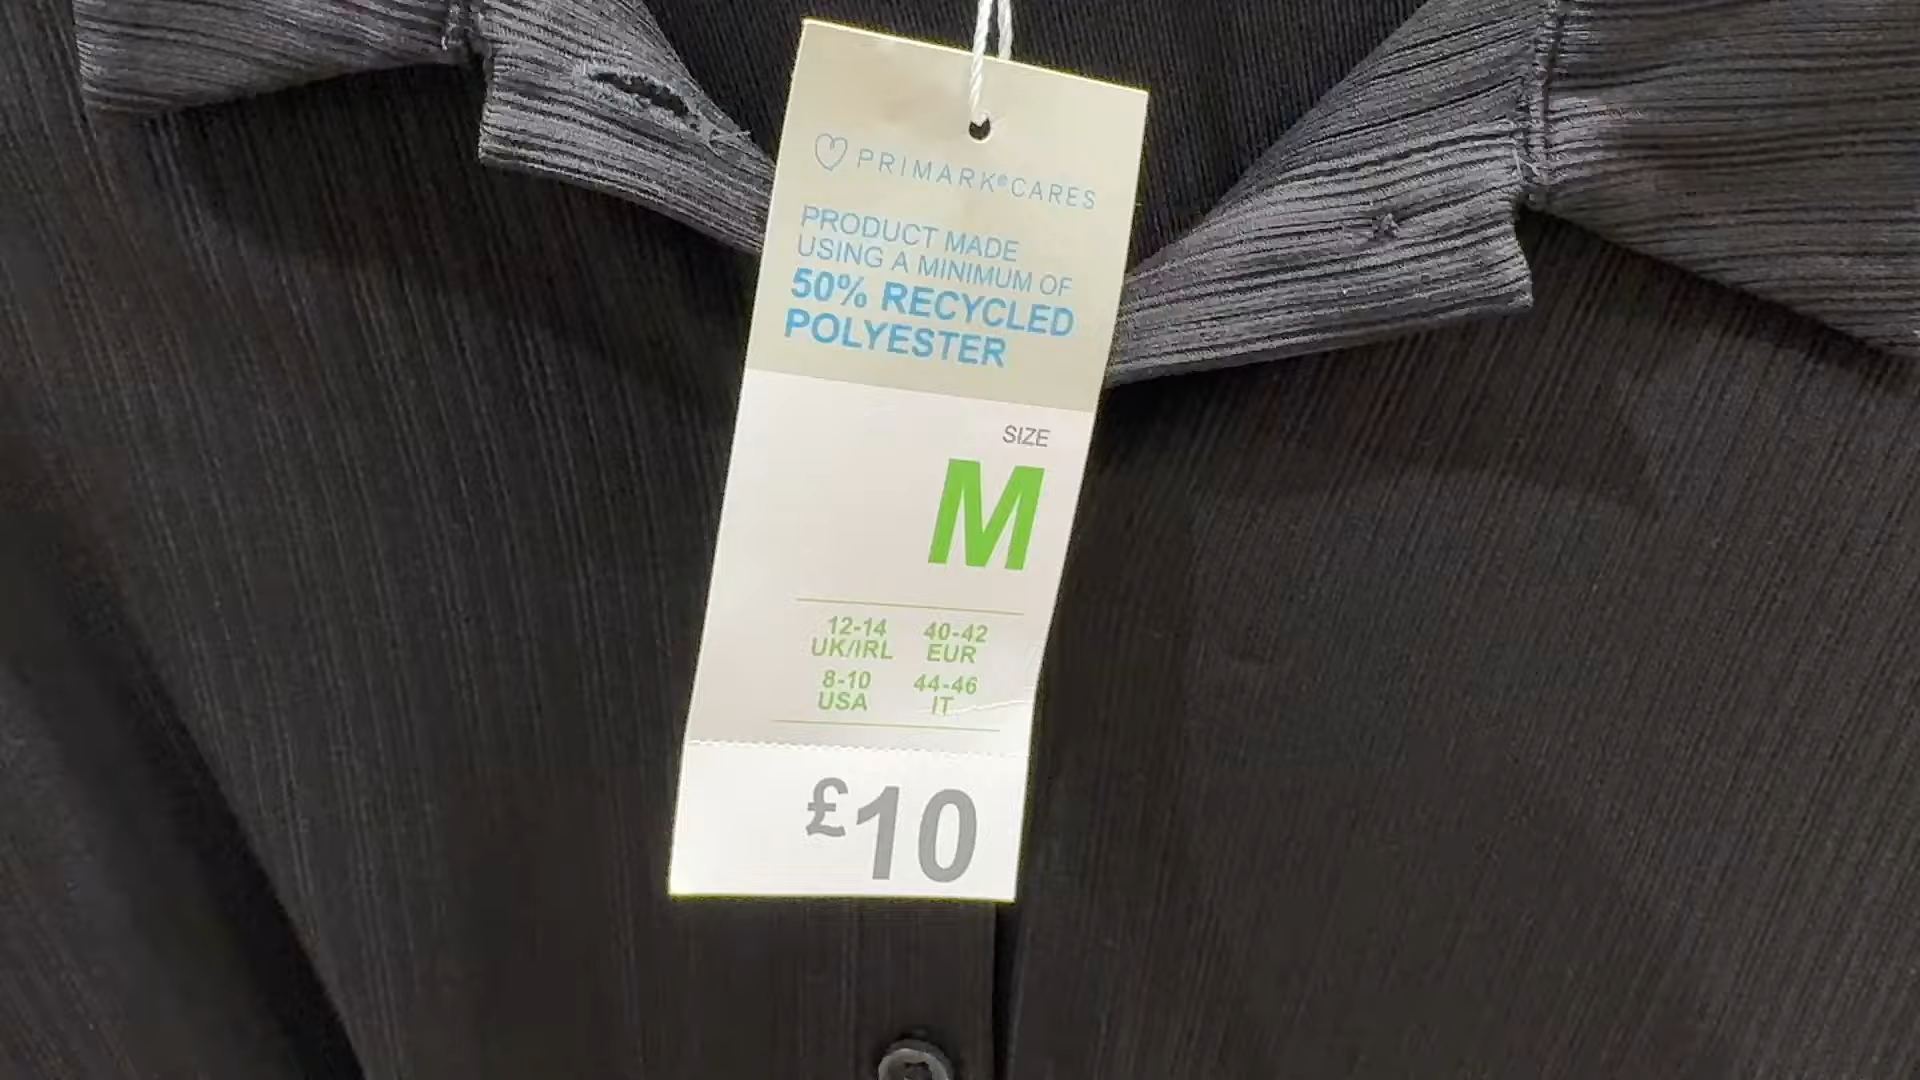 PRIMARK®CARES
PRODUCT MADE
USING A MINIMUM OF
50% RECYCLED
POLYESTER
SIZE
M
12-14 40-42
UK/IRL EUR
8-10 44-46
USA IT
£10